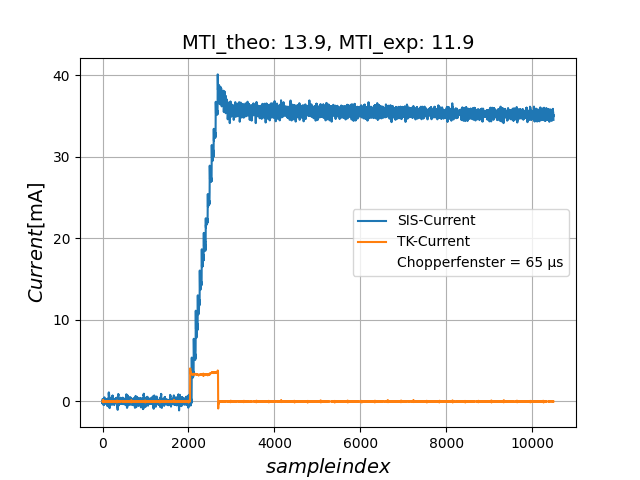 MTI_theo: 13.9, MTI_exp: 11.9
40
30
20
10
0
Current[mA]
SIS-Current
TK-Current
Chopperfenster = 65 µs
0 2000 4000 6000 8000 10000
sampleindex